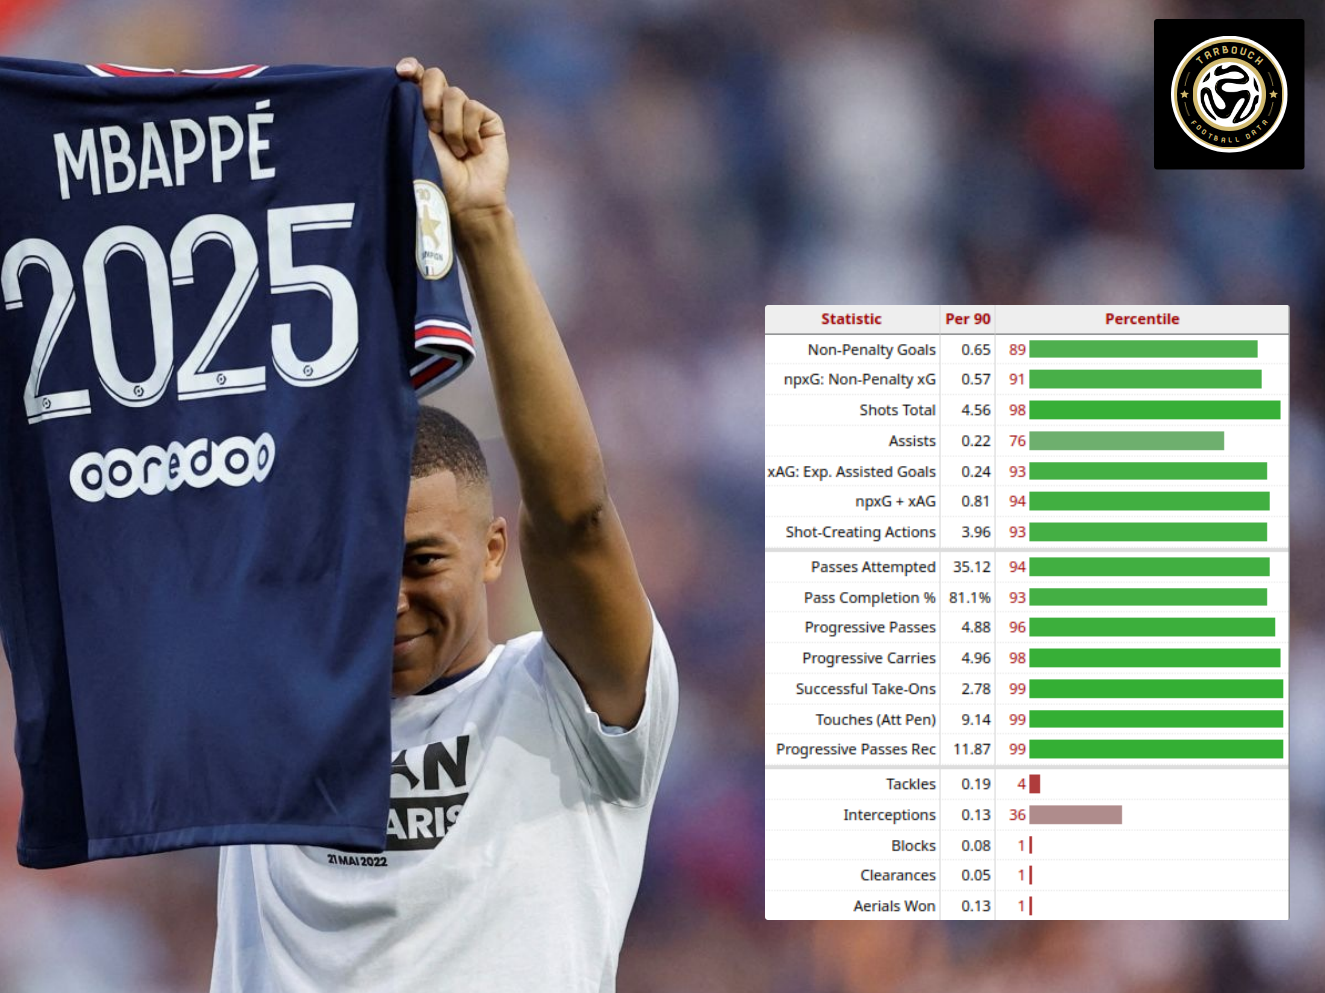 MBAPPÉ
2025
ooredoo
30
AN
ARIS
21 MAI 2022
TARBOUCH
FOOTBALL DATA
Statistic Per 90 Percentile
Non-Penalty Goals 0.65 89
npxG: Non-Penalty xG 0.57 91
Shots Total 4.56 98
Assists 0.22 76
xAG: Exp. Assisted Goals 0.24 93
npxG + xAG 0.81 94
Shot-Creating Actions 3.96 93
Passes Attempted 35.12 94
Pass Completion % 81.1% 93
Progressive Passes 4.88 96
Progressive Carries 4.96 98
Successful Take-Ons 2.78 99
Touches (Att Pen) 9.14 99
Progressive Passes Rec 11.87 99
Tackles 0.19 4
Interceptions 0.13 36
Blocks 0.08 1
Clearances 0.05 1
Aerials Won 0.13 1